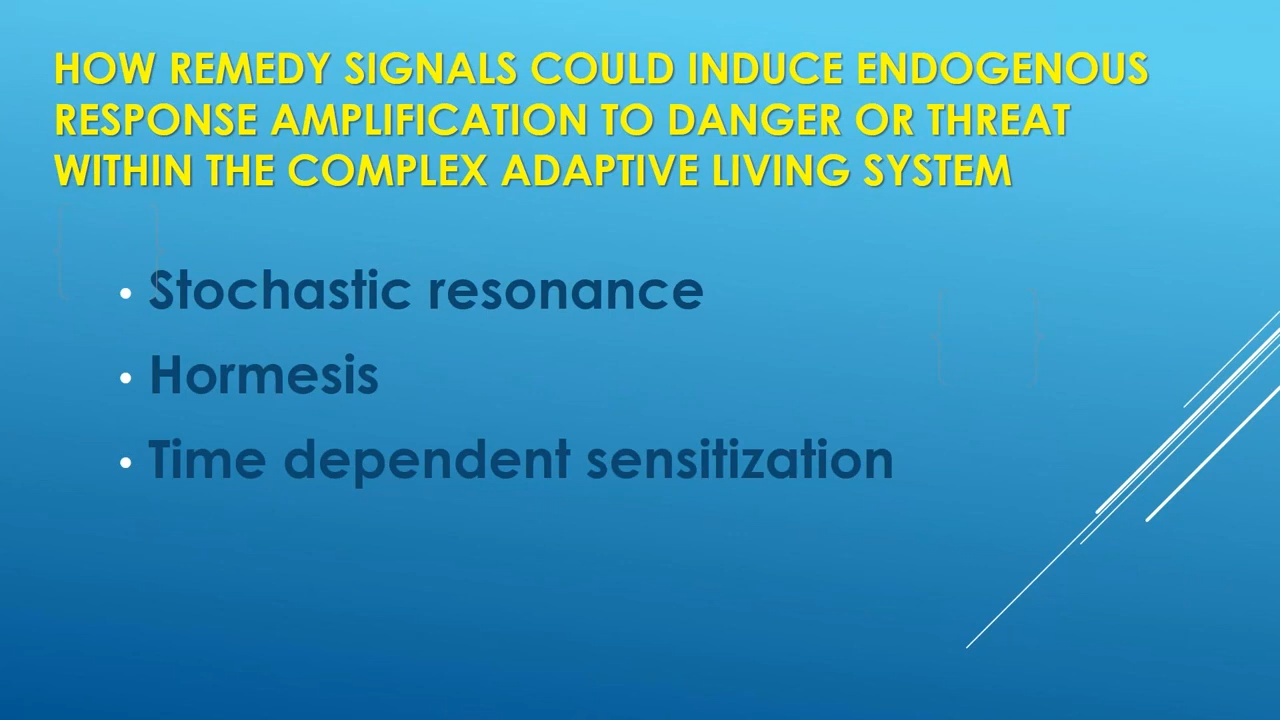 HOW REMEDY SIGNALS COULD INDUCE ENDOGENOUS
RESPONSE AMPLIFICATION TO DANGER OR THREAT
WITHIN THE COMPLEX ADAPTIVE LIVING SYSTEM
• Stochastic resonance
• Hormesis
• Time dependent sensitization